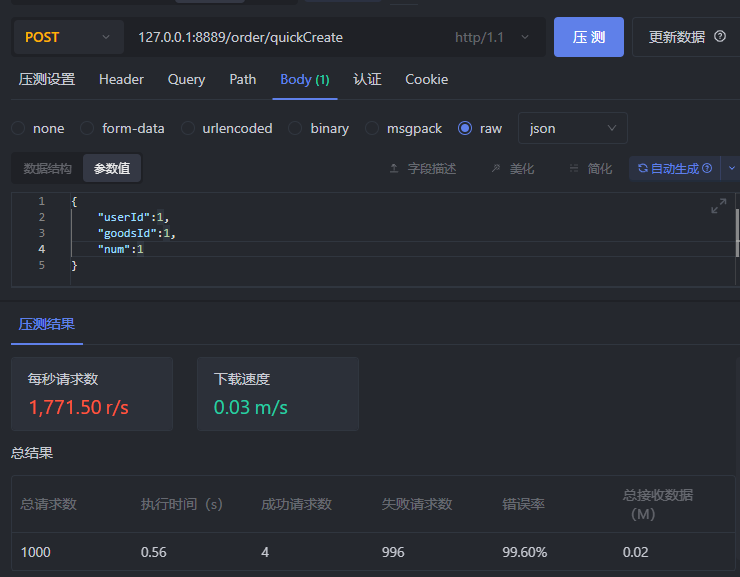 POST 127.0.0.1:8889/order/quickCreate http/1.1 压 测 更新数据
压测设置 Header Query Path Body (1) 认证 Cookie
none form-data urlencoded binary msgpack raw json
数据结构 参数值 字段描述 美化 简化 自动生成
1 {
2 "userId":1,
3 "goodsId":1,
4 "num":1
5 }
压测结果
每秒请求数 下载速度
1,771.50 r/s 0.03 m/s
总结果
总请求数 执行时间（s） 成功请求数 失败请求数 错误率 总接收数据
（M）
1000 0.56 4 996 99.60% 0.02